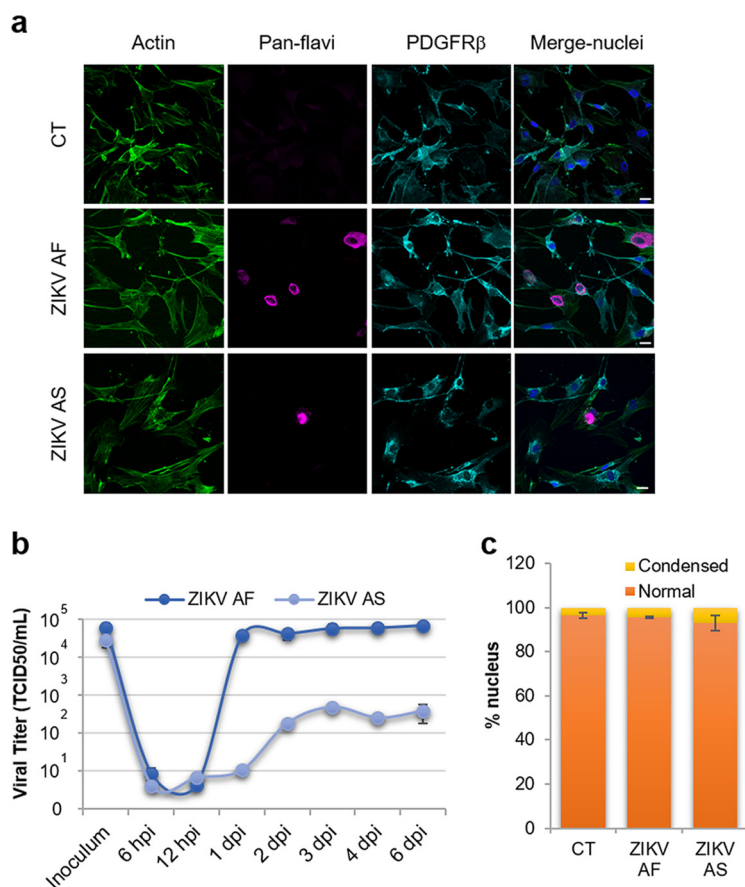 a
Actin
Pan-flavi
PDGFRβ
Merge-nuclei
CT
ZIKV AF
ZIKV AS
b
ZIKV AF
ZIKV AS
Viral Titer (TCID50/mL)
10⁵
10⁴
10³
10²
10¹
0
Inoculum
6 hpi
12 hpi
1 dpi
2 dpi
3 dpi
4 dpi
6 dpi
c
Condensed
Normal
% nucleus
120
100
80
60
40
20
0
CT
ZIKV
AF
ZIKV
AS